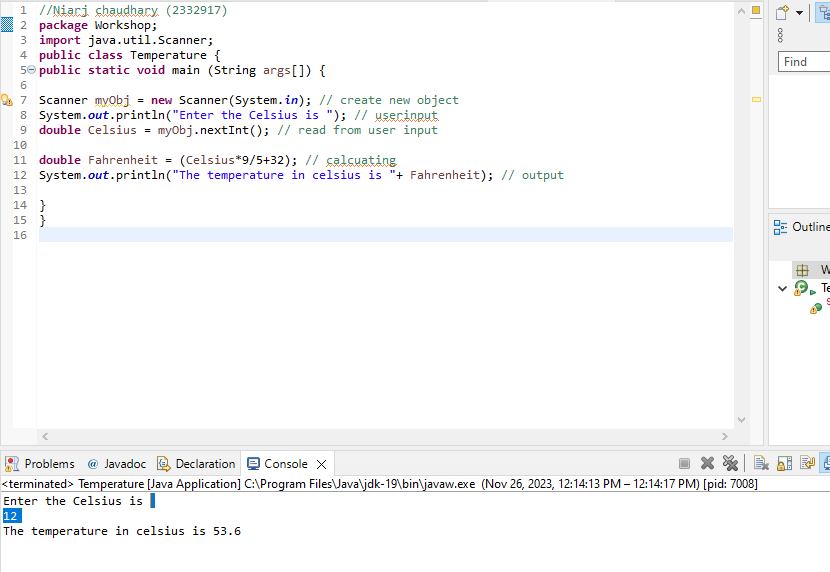 1 //Niarj chaudhary (2332917)
2 package Workshop;
3 import java.util.Scanner;
4 public class Temperature {
5 public static void main (String args[]) {
6
7 Scanner myObj = new Scanner(System.in); // create new object
8 System.out.println("Enter the Celsius is "); // userinput
9 double Celsius = myObj.nextInt(); // read from user input
10
11 double Fahrenheit = (Celsius*9/5+32); // calcuating
12 System.out.println("The temperature in celsius is "+ Fahrenheit); // output
13
14 }
15 }
16
Find
Outline
W
Te
S
Problems @ Javadoc Declaration Console
<terminated> Temperature [Java Application] C:\Program Files\Java\jdk-19\bin\javaw.exe (Nov 26, 2023, 12:14:13 PM – 12:14:17 PM) [pid: 7008]
Enter the Celsius is
12
The temperature in celsius is 53.6